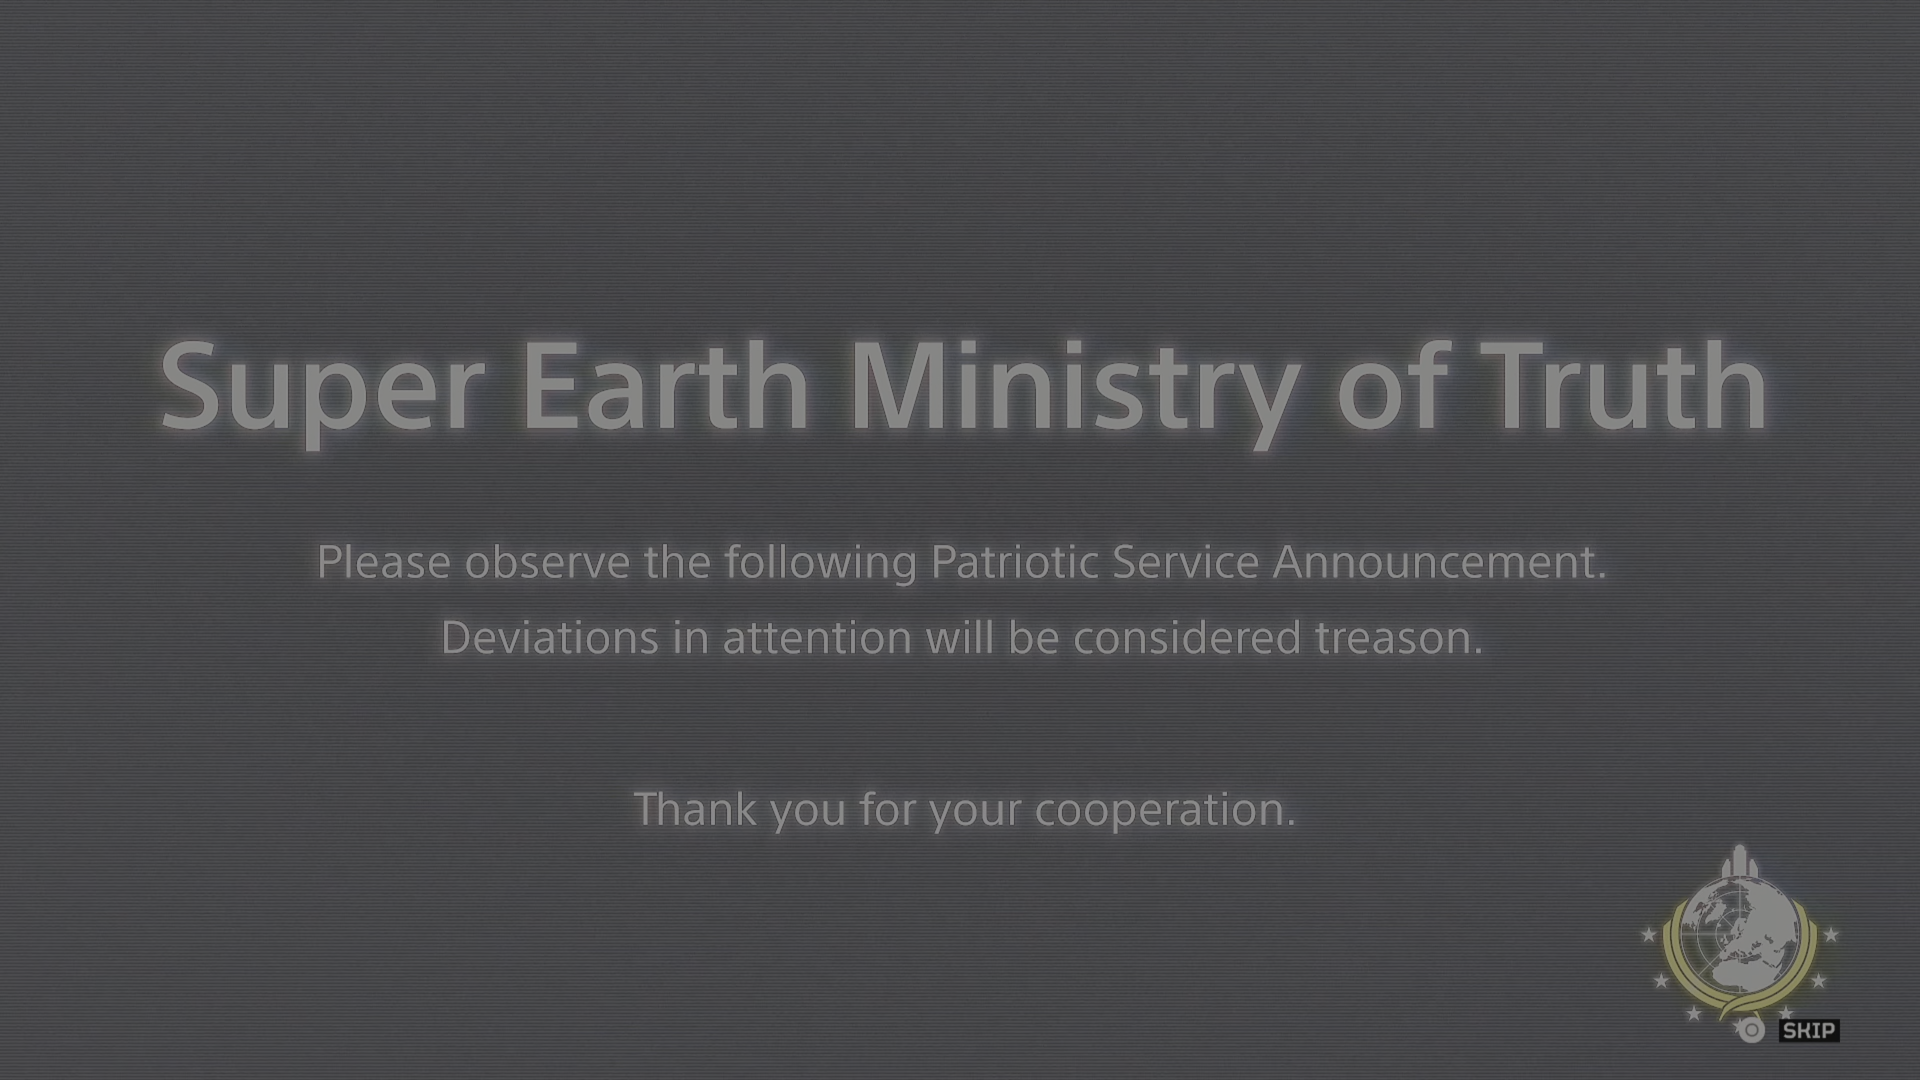 Super Earth Ministry of Truth
Please observe the following Patriotic Service Announcement.
Deviations in attention will be considered treason.
Thank you for your cooperation.
SKIP